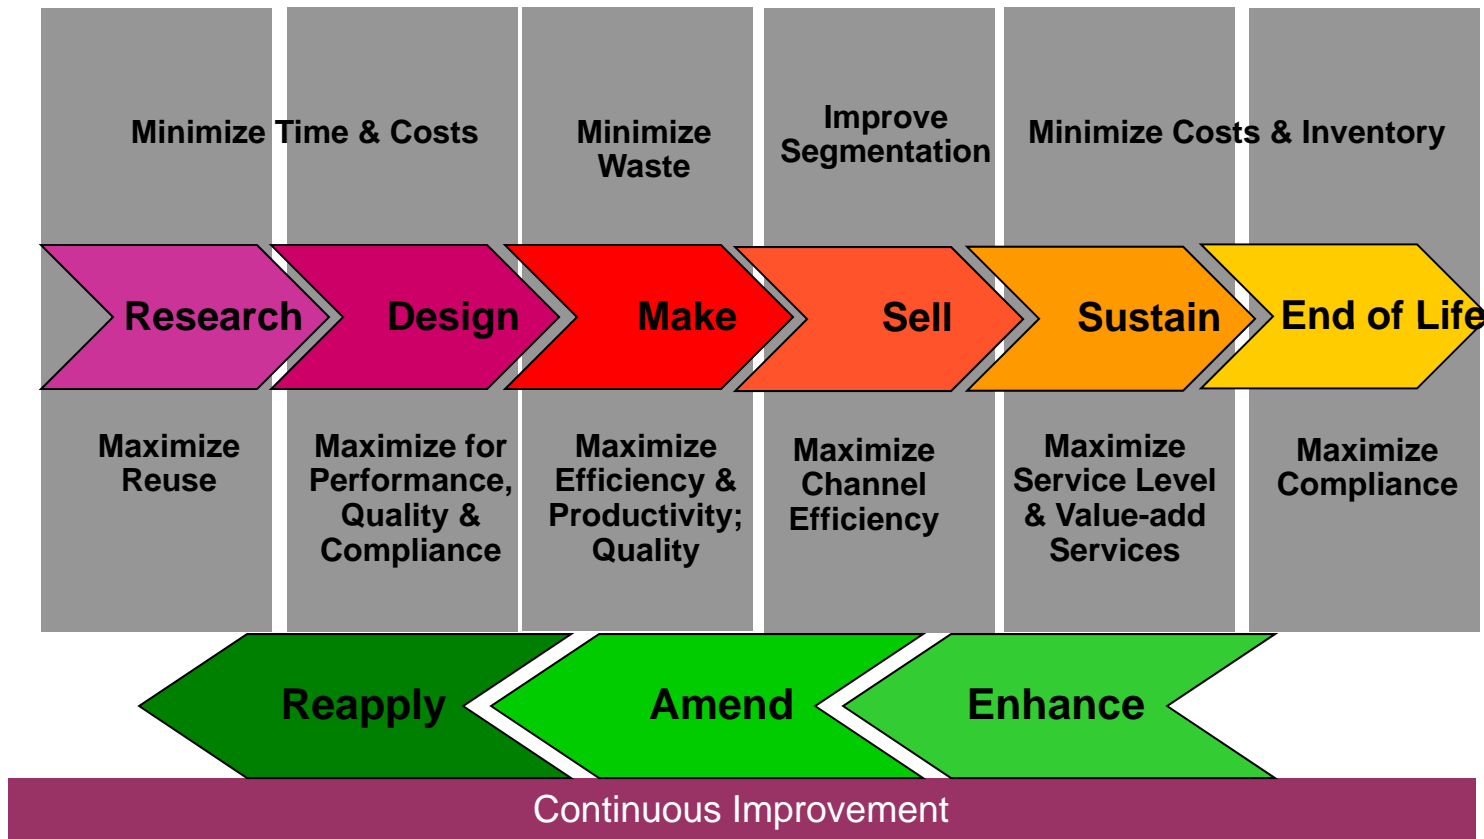 Minimize Time & Costs
Minimize
Waste
Improve
Segmentation
Minimize Costs & Inventory
Research
Design
Make
Sell
Sustain
End of Life
Maximize
Reuse
Maximize for
Performance,
Quality &
Compliance
Maximize
Efficiency &
Productivity;
Quality
Maximize
Channel
Efficiency
Maximize
Service Level
& Value-add
Services
Maximize
Compliance
Reapply
Amend
Enhance
Continuous Improvement